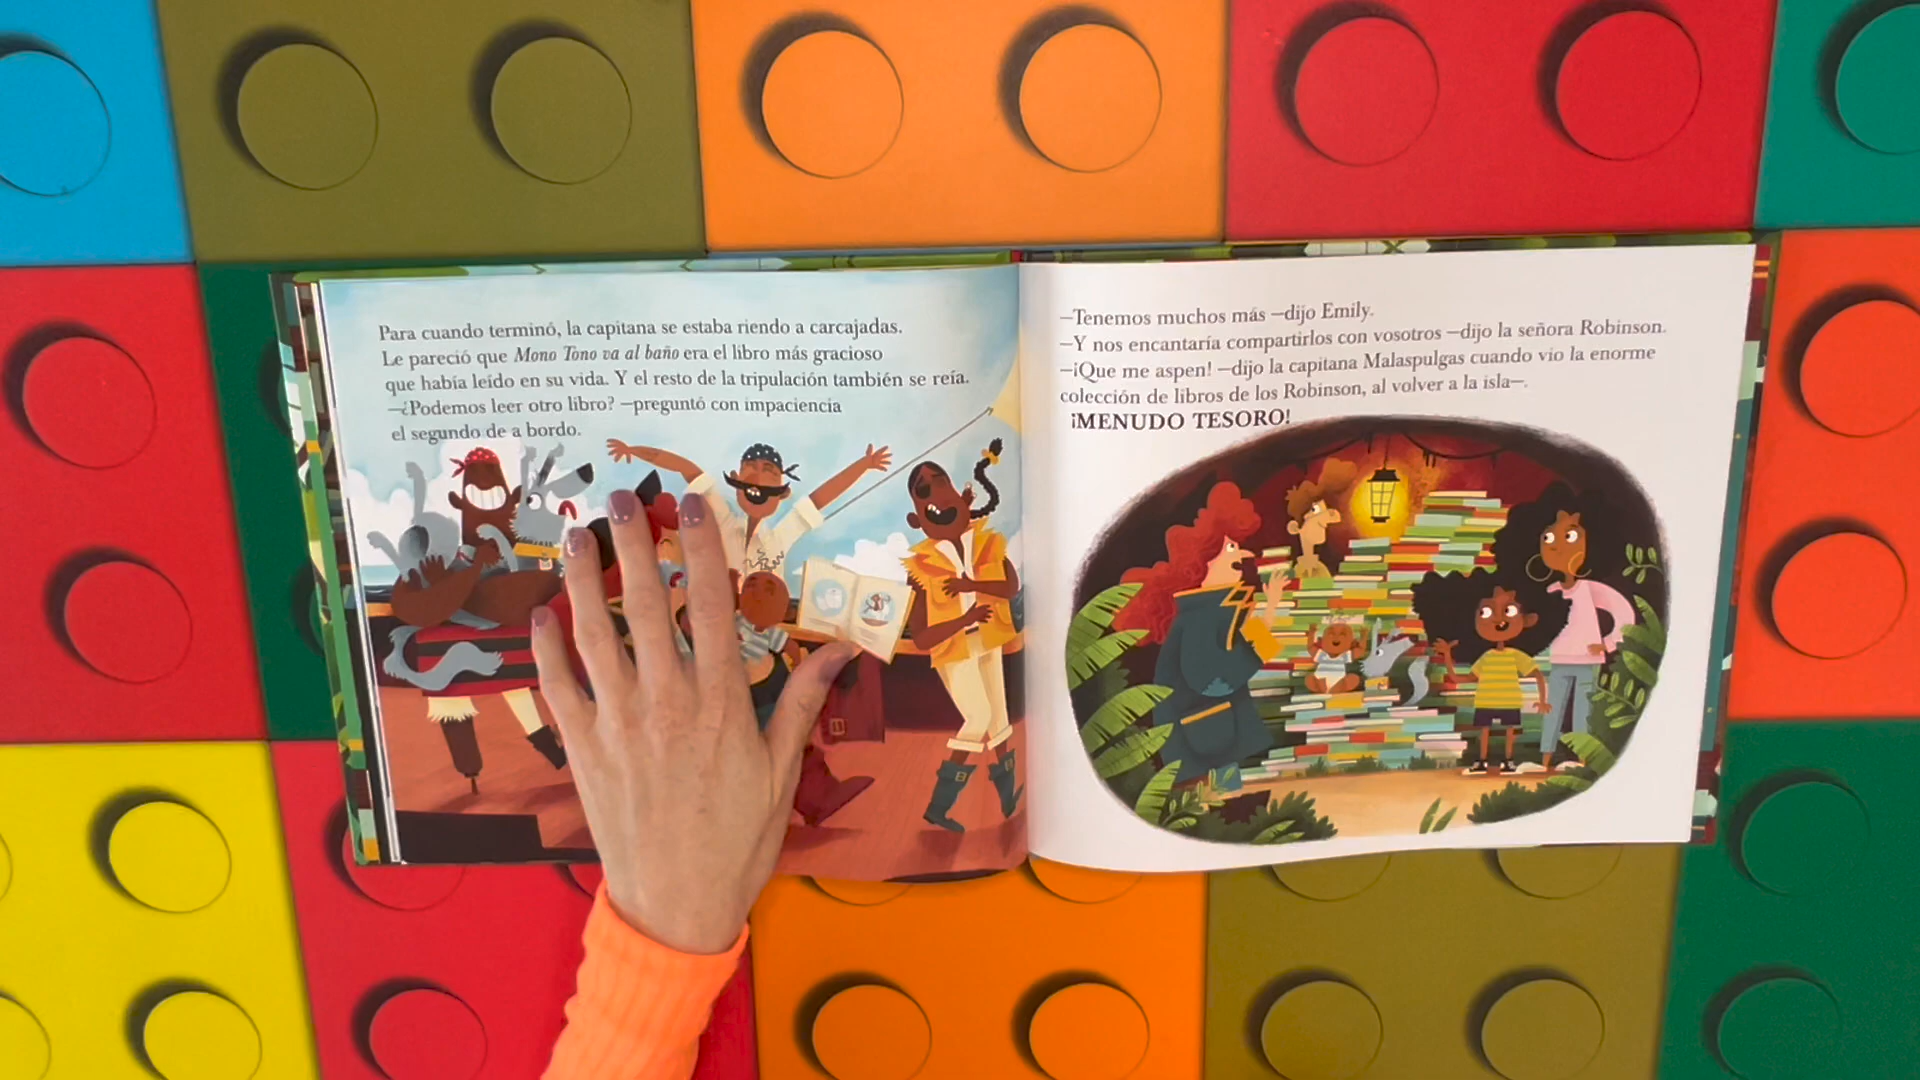 Para cuando terminó, la capitana se estaba riendo a carcajadas.
Le pareció que Mono Tono va al baño era el libro más gracioso
que había leído en su vida. Y el resto de la tripulación también se reía.
—¿Podemos leer otro libro? —preguntó con impaciencia
el segundo de a bordo.
—Tenemos muchos más —dijo Emily.
—Y nos encantaría compartirlos con vosotros —dijo la señora Robinson.
—¡Que me aspen! —dijo la capitana Malaspulgas cuando vio la enorme
colección de libros de los Robinson, al volver a la isla—.
¡MENUDO TESORO!